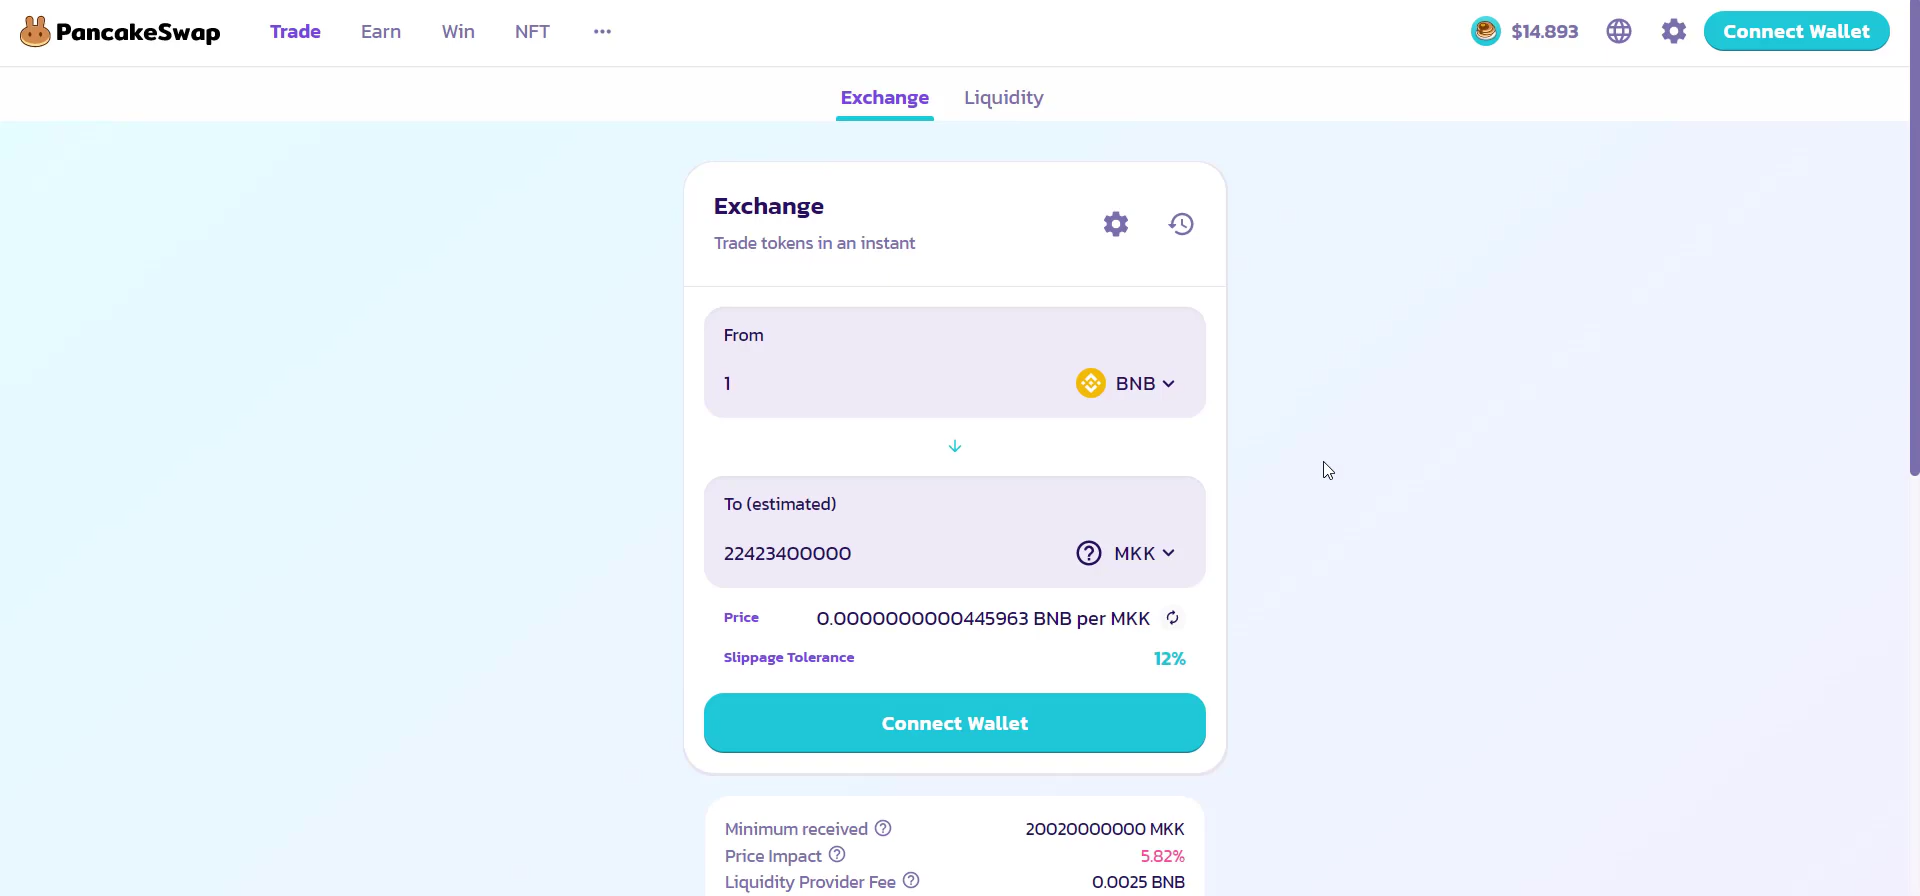 PancakeSwap Trade Earn Win NFT ••• $14.893 Connect Wallet
Exchange Liquidity
Exchange
Trade tokens in an instant
From
1 BNB
To (estimated)
22423400000 MKK
Price 0.0000000000445963 BNB per MKK
Slippage Tolerance 12%
Connect Wallet
Minimum received 20020000000 MKK
Price Impact 5.82%
Liquidity Provider Fee 0.0025 BNB